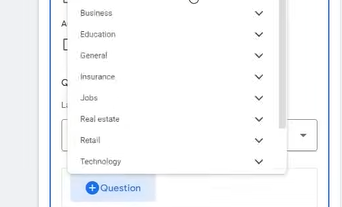 Business
Education
General
Insurance
Jobs
Real estate
Retail
Technology
Question